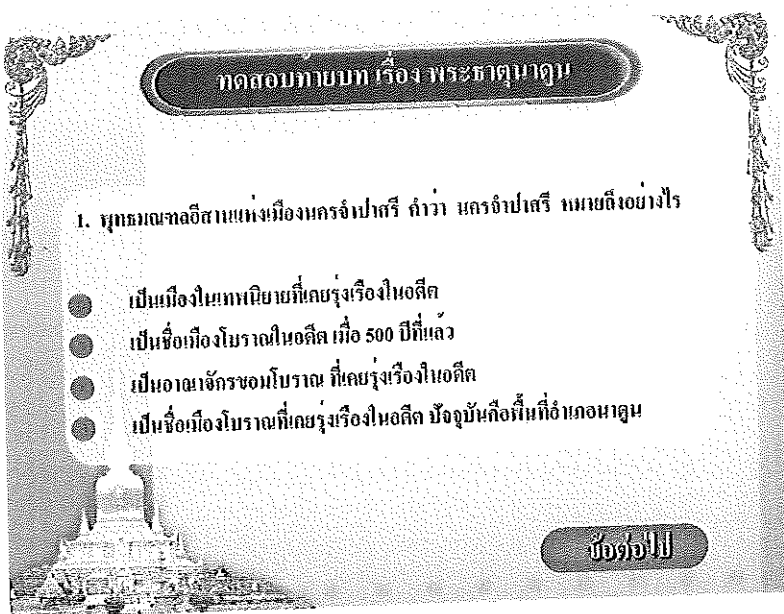 ทดสอบท้ายบท เรื่อง พระธาตุนาดูน
1. พุทธมณฑลอีสานแห่งเมืองนครจำปาศรี คำว่า นครจำปาศรี หมายถึงอย่างไร
เป็นเมืองในเทพนิยายที่เคยรุ่งเรืองในอดีต
เป็นชื่อเมืองโบราณในอดีต เมื่อ 500 ปีที่แล้ว
เป็นอาณาจักรขอมโบราณ ที่เคยรุ่งเรืองในอดีต
เป็นชื่อเมืองโบราณที่เคยรุ่งเรืองในอดีต ปัจจุบันคือพื้นที่อำเภอนาดูน
ข้อต่อไป